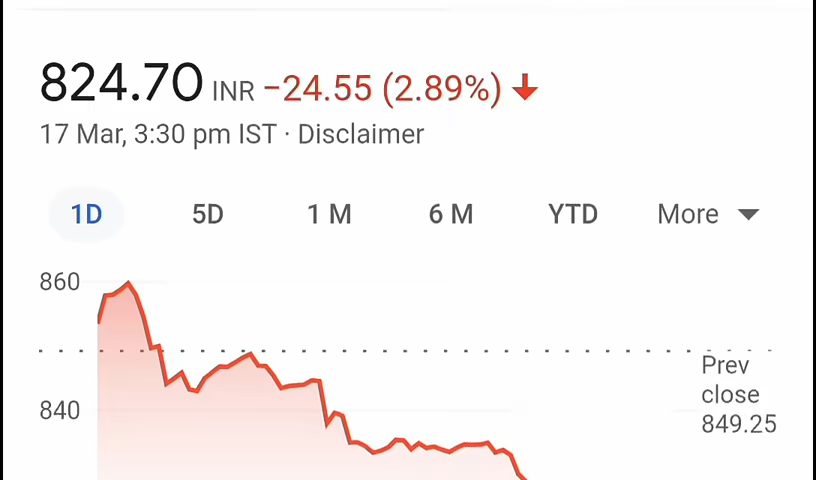 824.70 INR −24.55 (2.89%)
17 Mar, 3:30 pm IST · Disclaimer
1D 5D 1 M 6 M YTD More
860
Prev
close
849.25
840